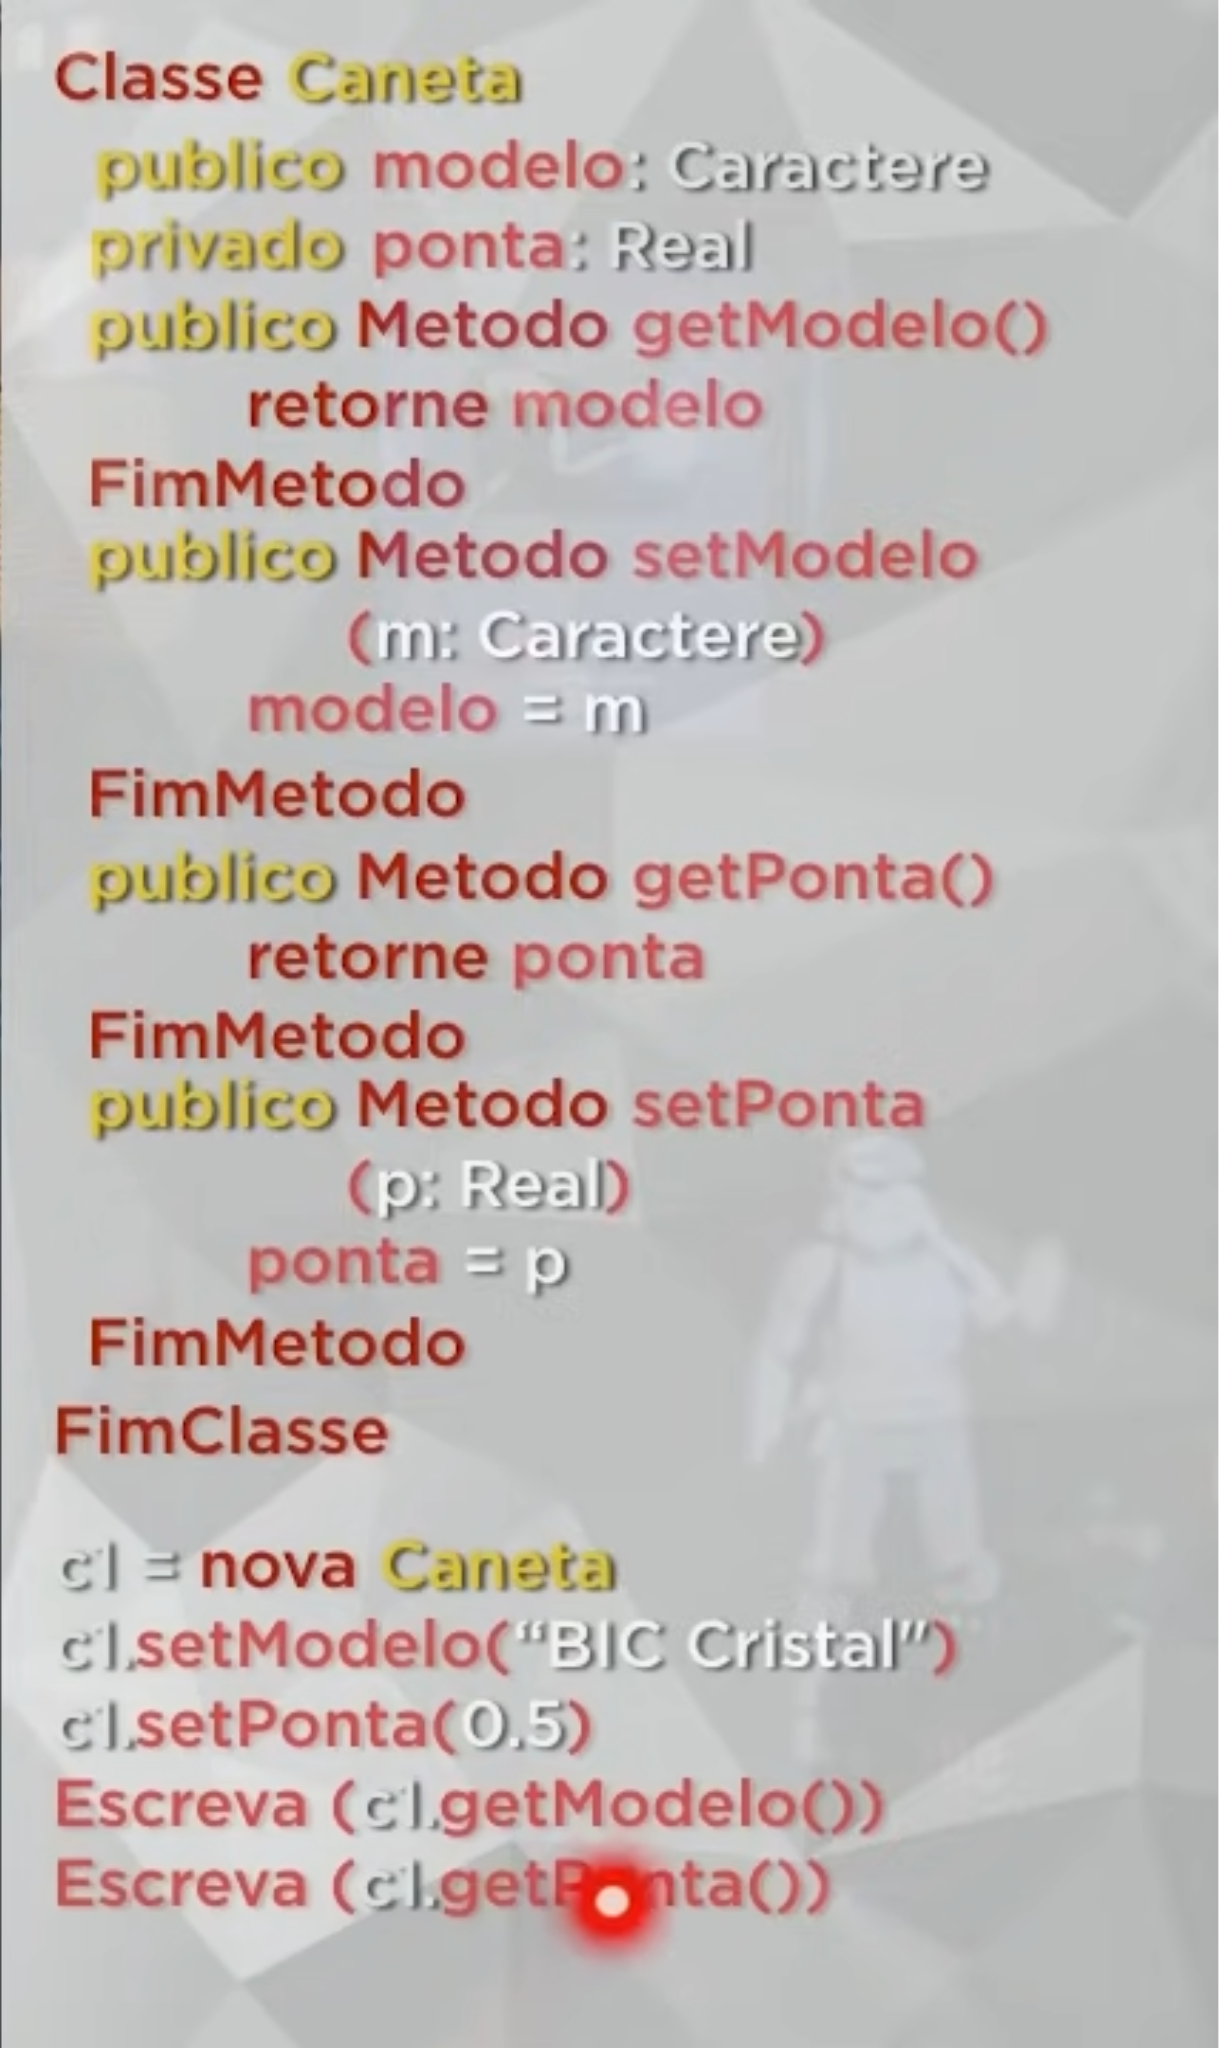 Classe Caneta
publico modelo: Caractere
privado ponta: Real
publico Metodo getModelo()
retorne modelo
FimMetodo
publico Metodo setModelo
(m: Caractere)
modelo = m
FimMetodo
publico Metodo getPonta()
retorne ponta
FimMetodo
publico Metodo setPonta
(p: Real)
ponta = p
FimMetodo
FimClasse
c1 = nova Caneta
c1.setModelo(“BIC Cristal”)
c1.setPonta(0.5)
Escreva (c1.getModelo())
Escreva (c1.getPonta())